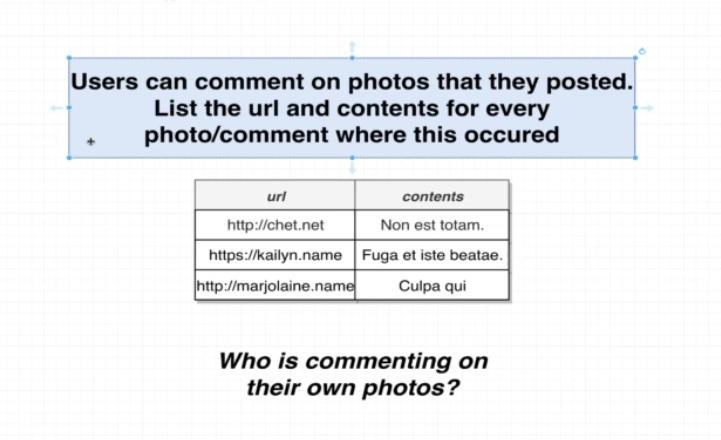 Users can comment on photos that they posted.
List the url and contents for every
photo/comment where this occured
url contents
http://chet.net Non est totam.
https://kailyn.name Fuga et iste beatae.
http://marjolaine.name Culpa qui
Who is commenting on
their own photos?